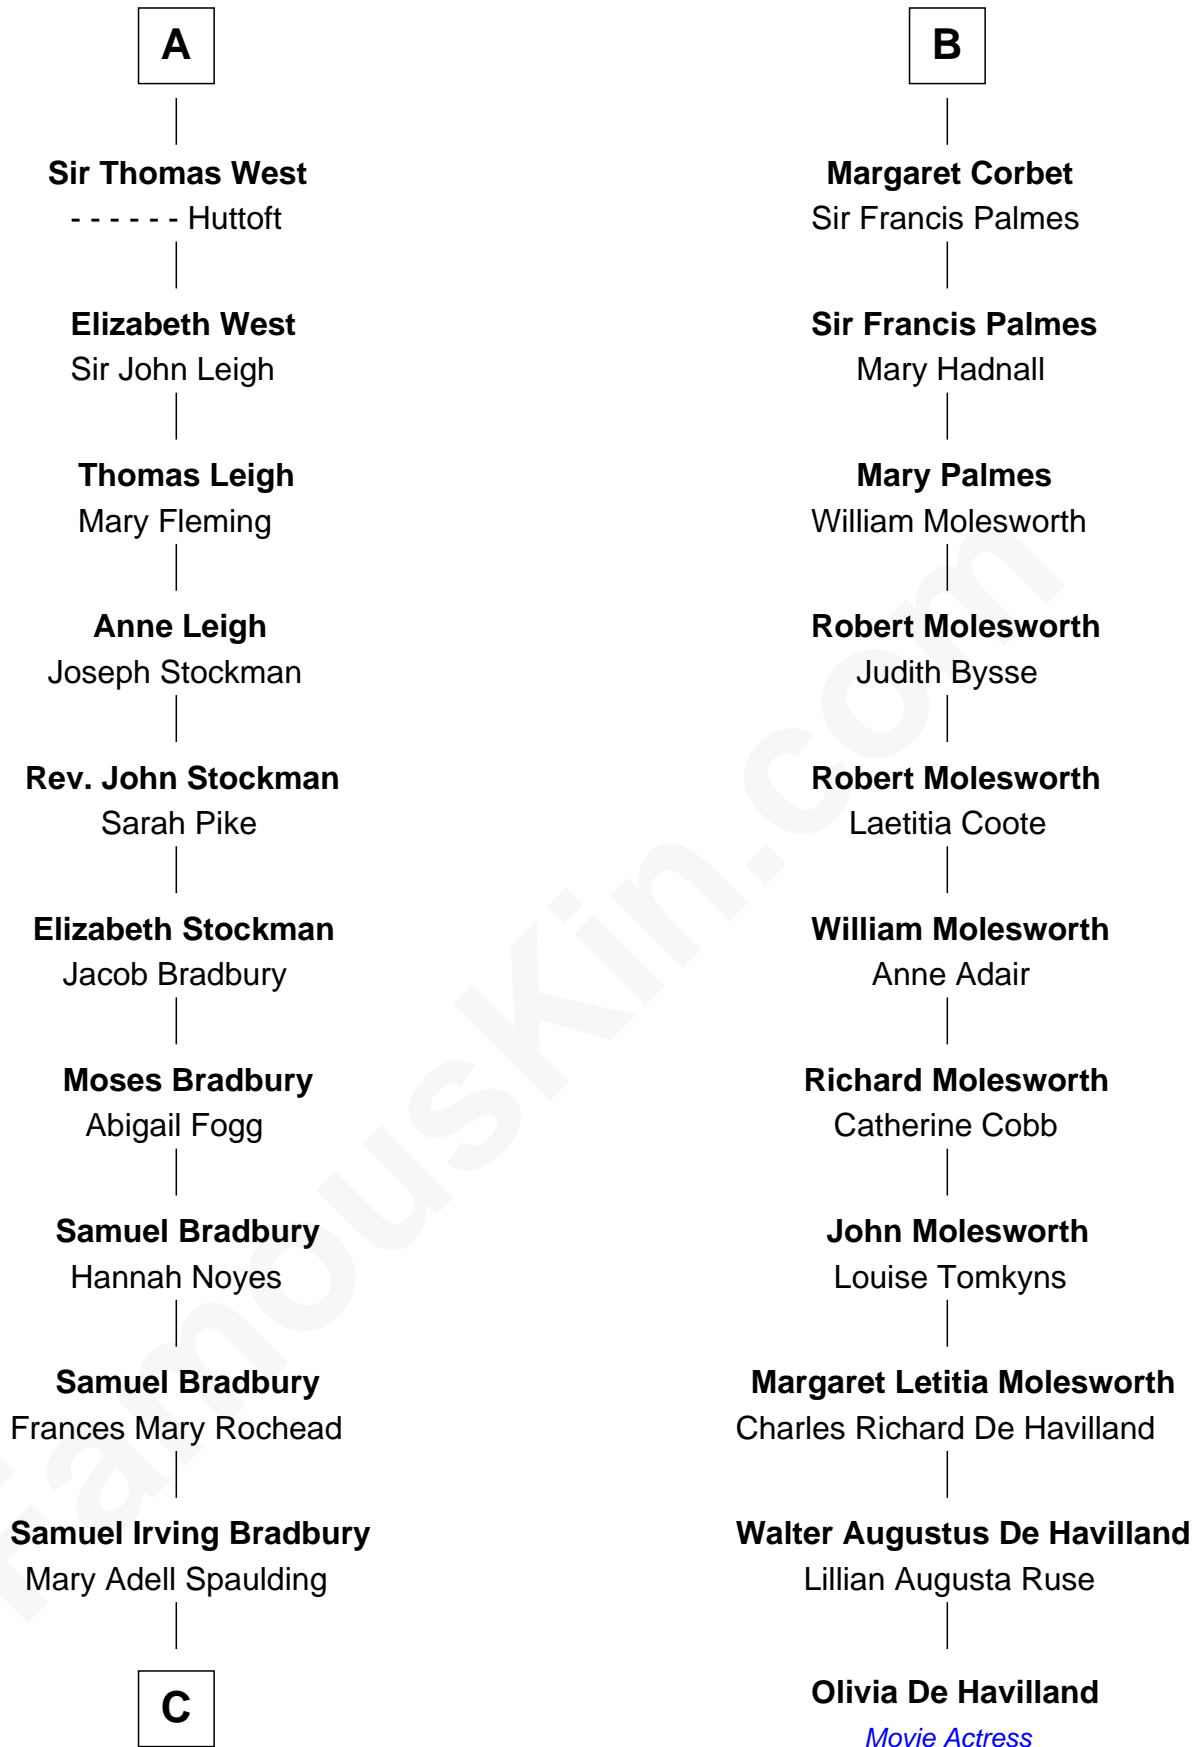 A
Sir Thomas West
- - - - - - Huttoft
Elizabeth West
Sir John Leigh
Thomas Leigh
Mary Fleming
Anne Leigh
Joseph Stockman
Rev. John Stockman
Sarah Pike
Elizabeth Stockman
Jacob Bradbury
Moses Bradbury
Abigail Fogg
Samuel Bradbury
Hannah Noyes
Samuel Bradbury
Frances Mary Rochead
Samuel Irving Bradbury
Mary Adell Spaulding
C
B
Margaret Corbet
Sir Francis Palmes
Sir Francis Palmes
Mary Hadnall
Mary Palmes
William Molesworth
Robert Molesworth
Judith Bysse
Robert Molesworth
Laetitia Coote
William Molesworth
Anne Adair
Richard Molesworth
Catherine Cobb
John Molesworth
Louise Tomkyns
Margaret Letitia Molesworth
Charles Richard De Havilland
Walter Augustus De Havilland
Lillian Augusta Ruse
Olivia De Havilland
Movie Actress
FamousKin.com